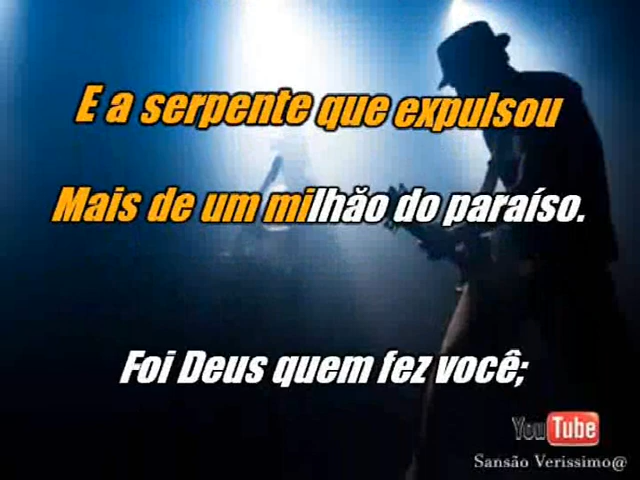 E a serpente que expulsou
Mais de um milhão do paraíso.
Foi Deus quem fez você;
YouTube
Sansão Verissimo@